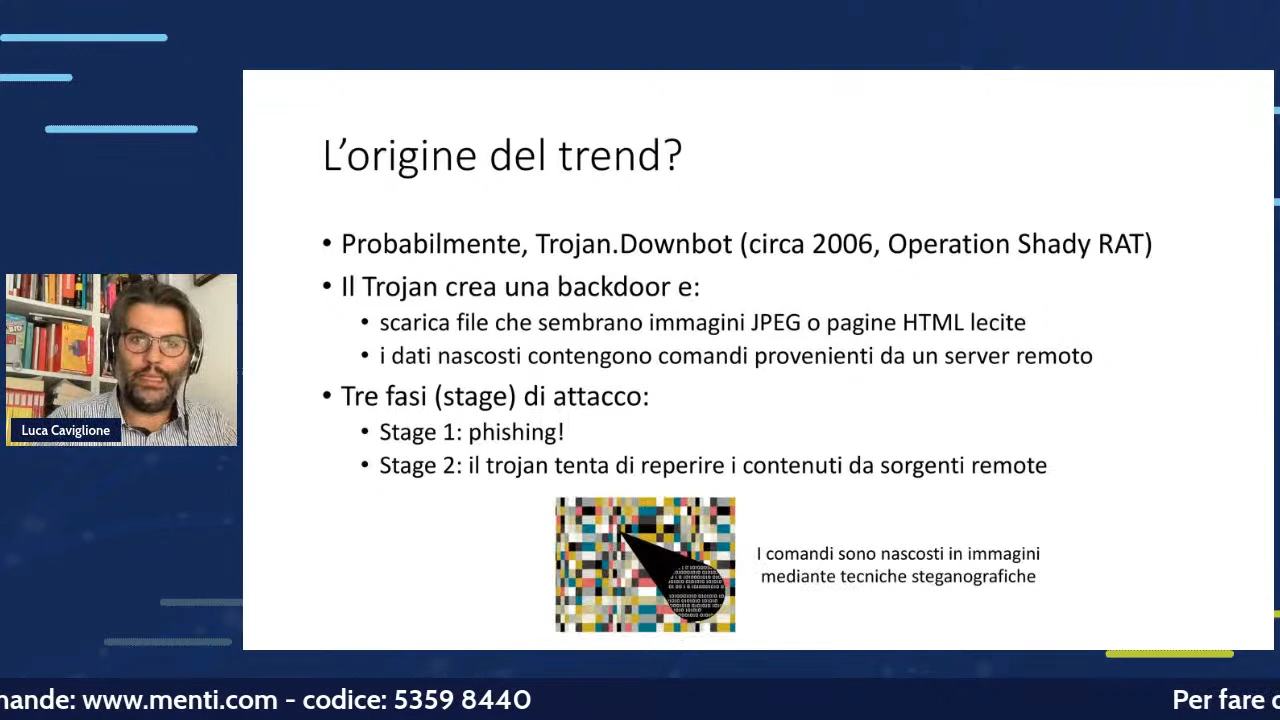 L'origine del trend?
• Probabilmente, Trojan.Downbot (circa 2006, Operation Shady RAT)
• Il Trojan crea una backdoor e:
• scarica file che sembrano immagini JPEG o pagine HTML lecite
• i dati nascosti contengono comandi provenienti da un server remoto
• Tre fasi (stage) di attacco:
• Stage 1: phishing!
• Stage 2: il trojan tenta di reperire i contenuti da sorgenti remote
I comandi sono nascosti in immagini
mediante tecniche steganografiche
Luca Caviglione
mande: www.menti.com - codice: 5359 8440
Per fare